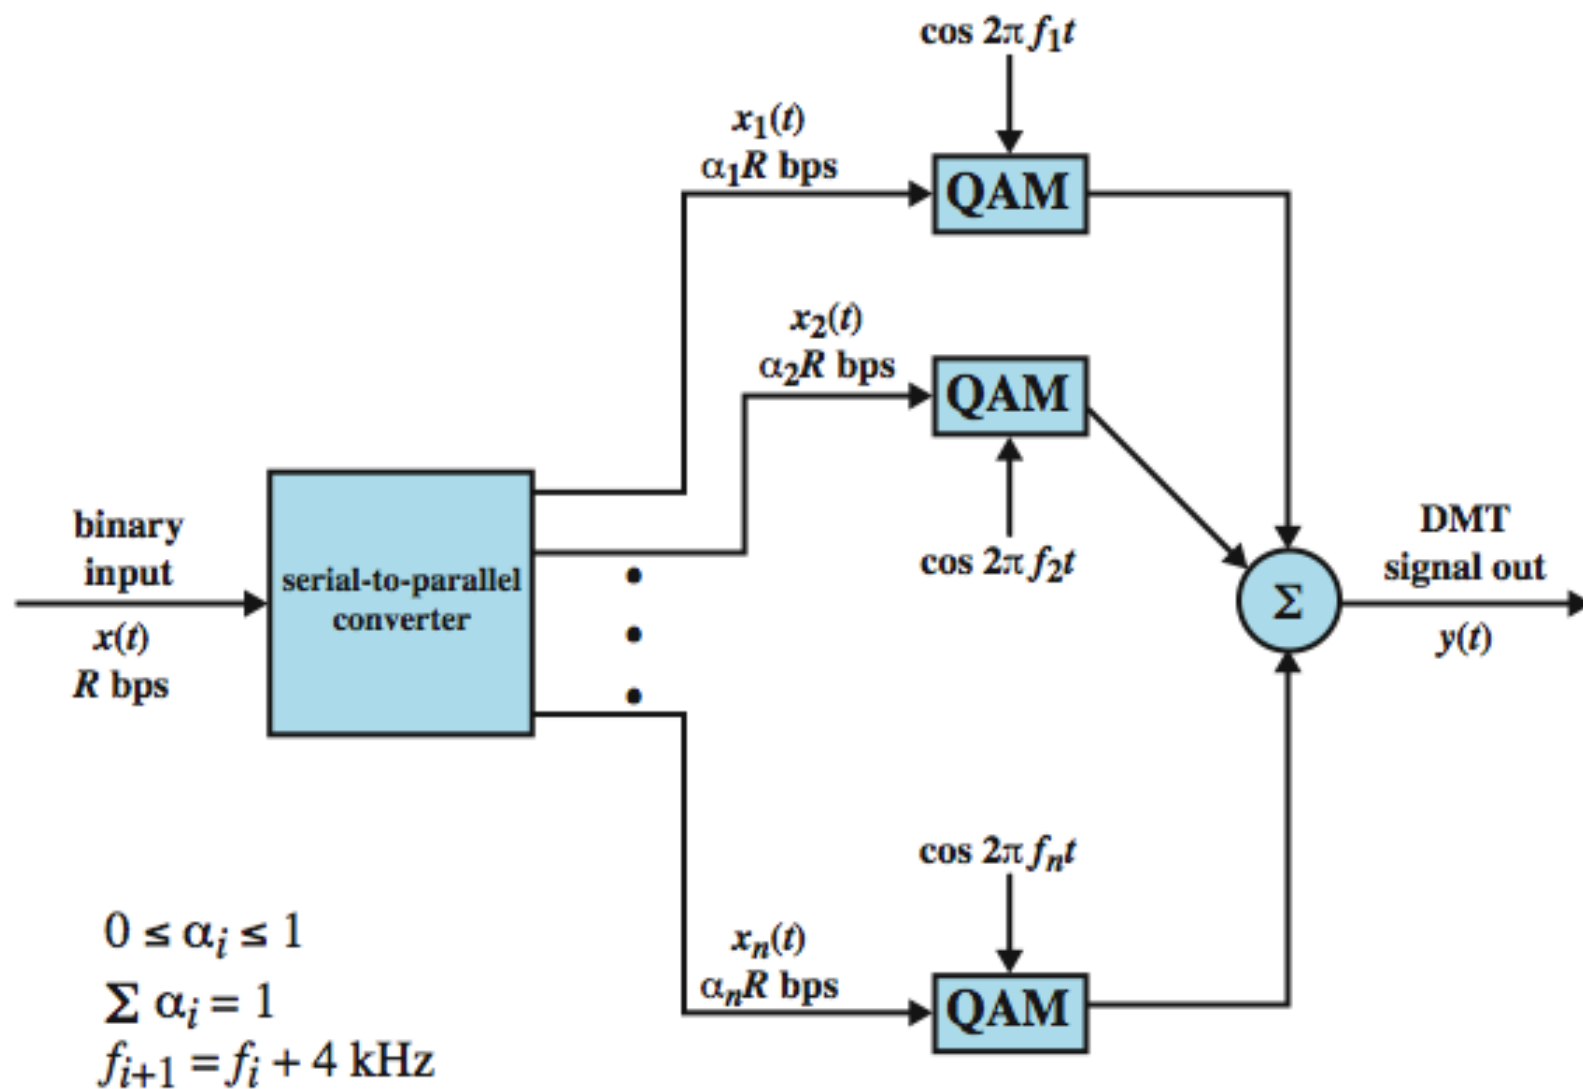 cos 2π f₁t
x₁(t)
α₁R bps
QAM
x₂(t)
α₂R bps
QAM
cos 2π f₂t
binary
input
x(t)
R bps
serial-to-parallel
converter
Σ
DMT
signal out
y(t)
cos 2π fₙt
xₙ(t)
αₙR bps
QAM
0 ≤ αᵢ ≤ 1
Σ αᵢ = 1
fᵢ₊₁ = fᵢ + 4 kHz